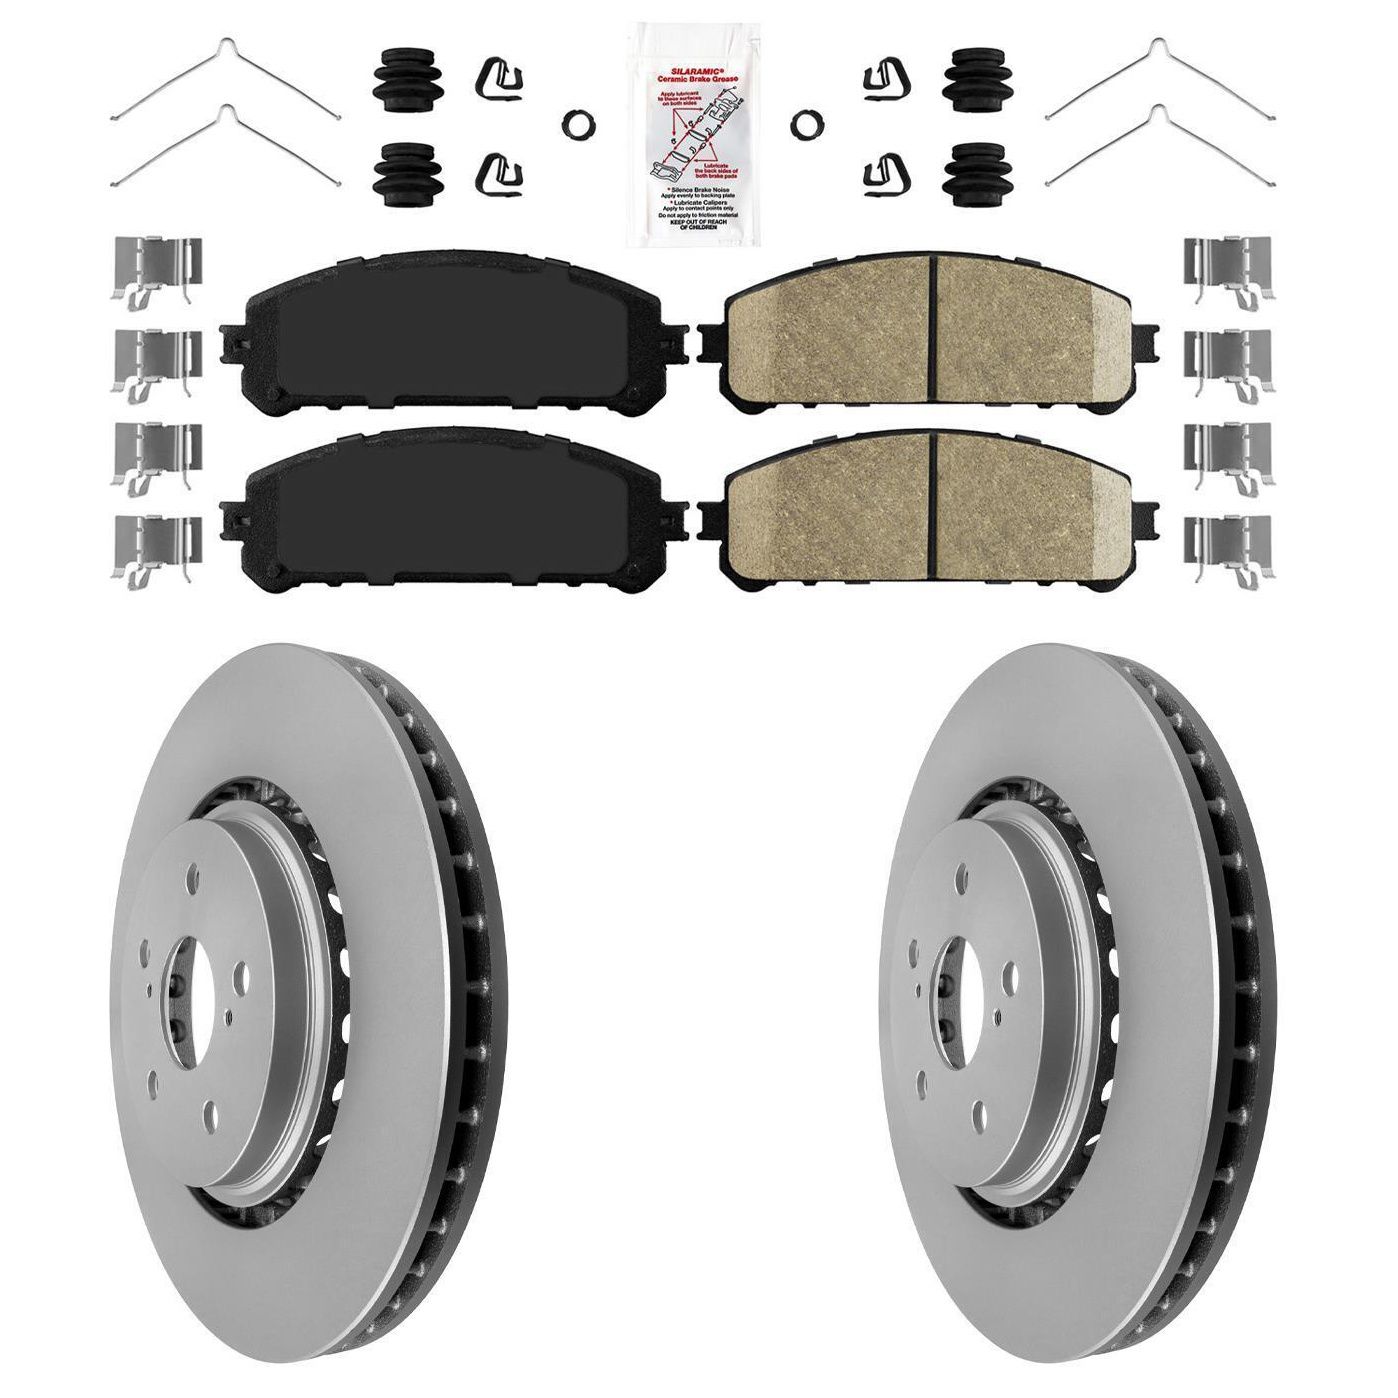 SILARAMIC®
Ceramic Brake Grease
Apply lubricant
to these surfaces
on both sides
Lubricate
the back sides of
both brake pads
* Silence Brake Noise
Apply evenly to backing plate
* Lubricate Calipers
Apply to contact points only
Do not apply to friction material
KEEP OUT OF REACH
OF CHILDREN